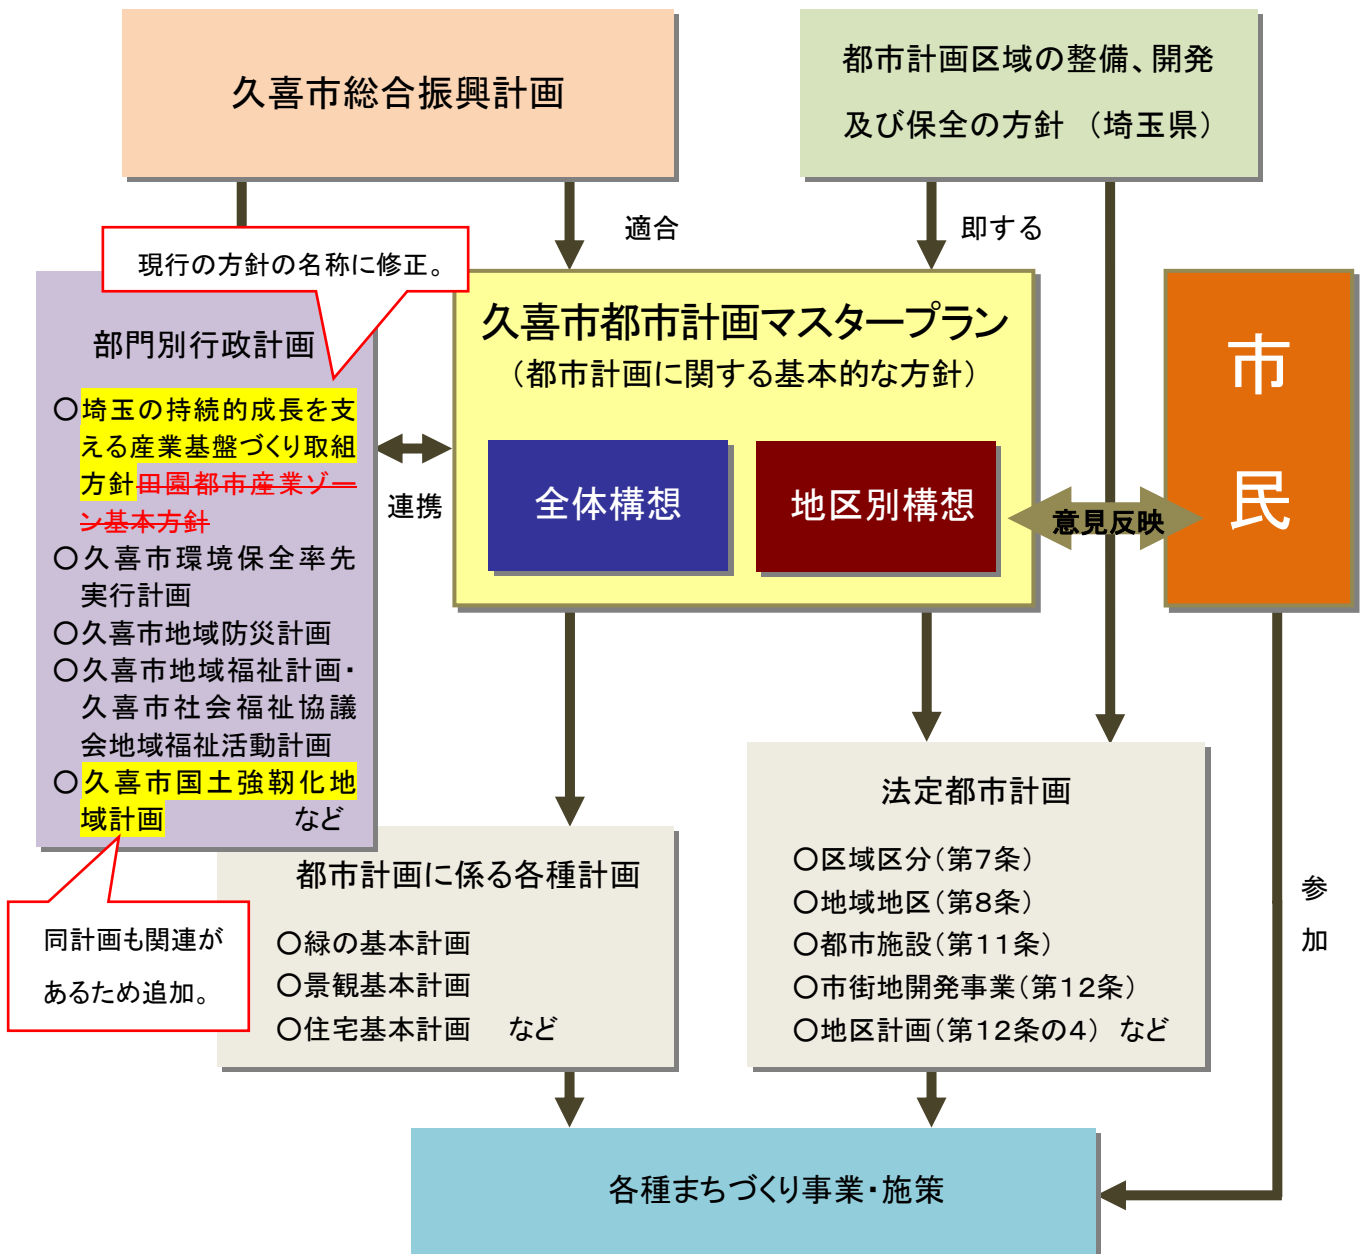 久喜市総合振興計画
都市計画区域の整備、開発
及び保全の方針 （埼玉県）
適合
即する
現行の方針の名称に修正。
部門別行政計画
○埼玉の持続的成長を支
える産業基盤づくり取組
方針田園都市産業ゾー
ン基本方針
○久喜市環境保全率先
実行計画
○久喜市地域防災計画
○久喜市地域福祉計画・
久喜市社会福祉協議
会地域福祉活動計画
○久喜市国土強靭化地
域計画 など
同計画も関連が
あるため追加。
連携
久喜市都市計画マスタープラン
（都市計画に関する基本的な方針）
全体構想
地区別構想
意見反映
市
民
都市計画に係る各種計画
○緑の基本計画
○景観基本計画
○住宅基本計画 など
法定都市計画
○区域区分（第７条）
○地域地区（第８条）
○都市施設（第１１条）
○市街地開発事業（第１２条）
○地区計画（第１２条の４） など
参
加
各種まちづくり事業・施策